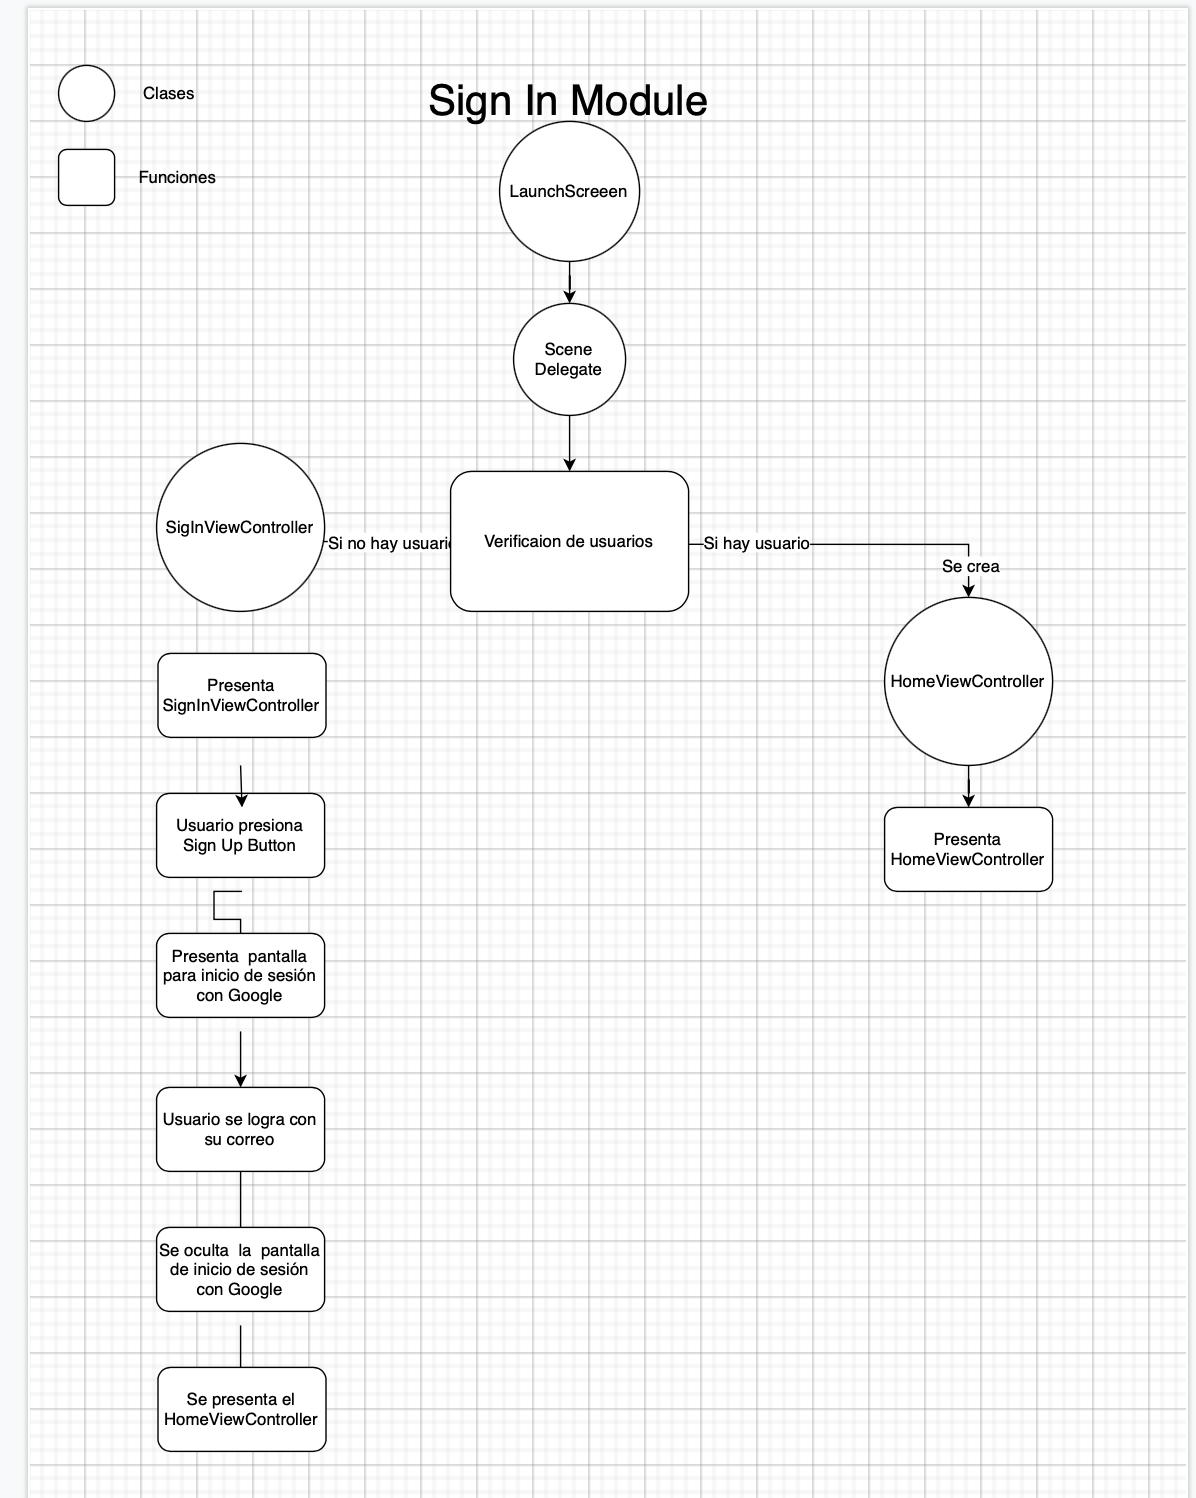 Clases
Sign In Module
Funciones
LaunchScreeen
Scene
Delegate
SigInViewController
Si no hay usuari
Verificaion de usuarios
Si hay usuario
Se crea
HomeViewController
Presenta
HomeViewController
Presenta
SignInViewController
Usuario presiona
Sign Up Button
Presenta pantalla
para inicio de sesión
con Google
Usuario se logra con
su correo
Se oculta la pantalla
de inicio de sesión
con Google
Se presenta el
HomeViewController